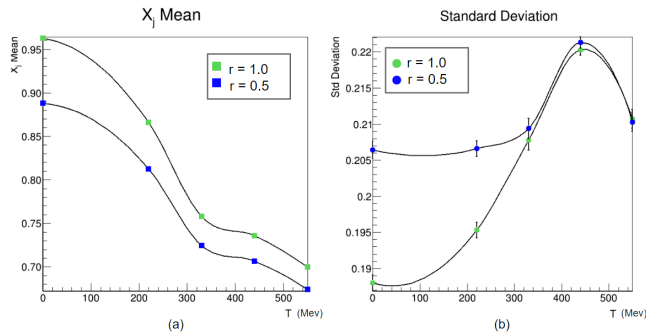 X_j Mean
X_j Mean
0.95
0.90
0.85
0.80
0.75
0.70
r = 1.0
r = 0.5
0 100 200 300 400 500
T (Mev)
(a)
Standard Deviation
Std Deviation
0.22
0.215
0.21
0.205
0.2
0.195
0.19
r = 1.0
r = 0.5
0 100 200 300 400 500
T (Mev)
(b)